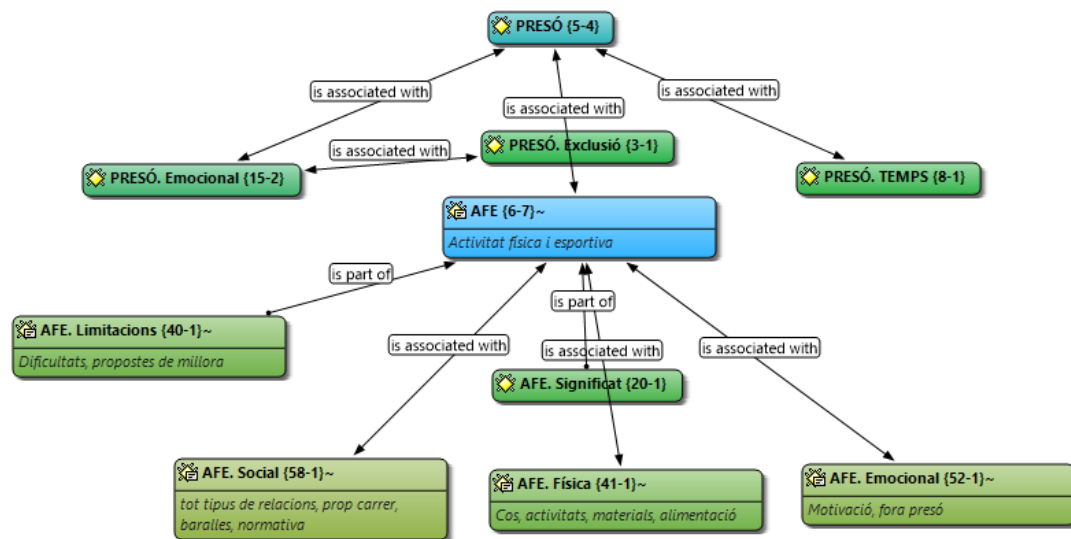 PRESÓ {5-4}
is associated with
is associated with
is associated with
is associated with
PRESÓ. Exclusió {3-1}
PRESÓ. Emocional {15-2}
PRESÓ. TEMPS {8-1}
AFE {6-7}~
Activitat física i esportiva
is part of
is part of
AFE. Limitacions {40-1}~
Dificultats, propostes de millora
is associated with
is associated with
is associated with
AFE. Significat {20-1}
AFE. Social {58-1}~
tot tipus de relacions, prop carrer,
baralles, normativa
AFE. Física {41-1}~
Cos, activitats, materials, alimentació
AFE. Emocional {52-1}~
Motivació, fora presó